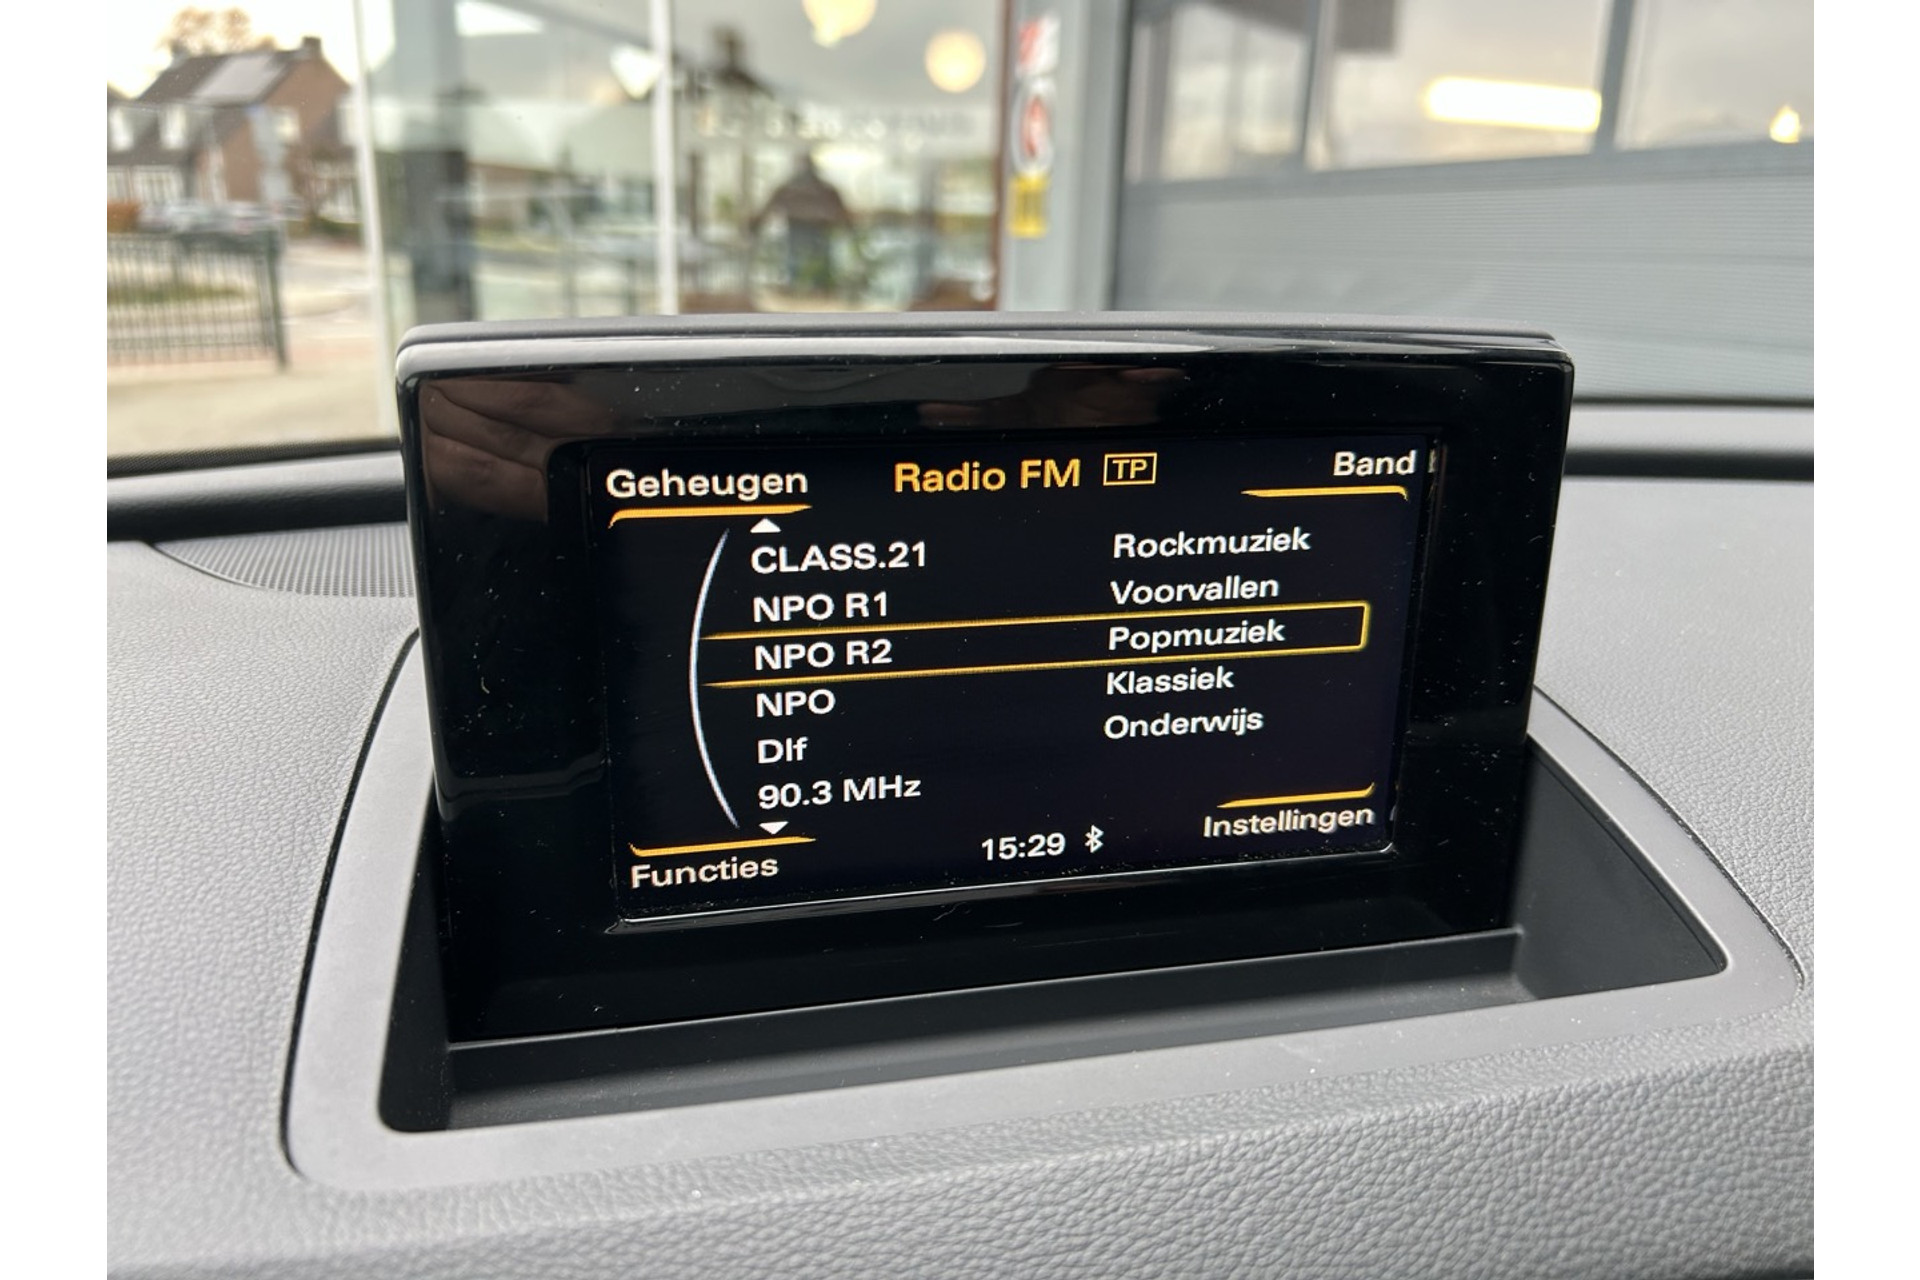 Geheugen Radio FM TP Band
CLASS.21 Rockmuziek
NPO R1 Voorvallen
NPO R2 Popmuziek
NPO Klassiek
Dlf Onderwijs
90.3 MHz
Functies 15:29 Instellingen